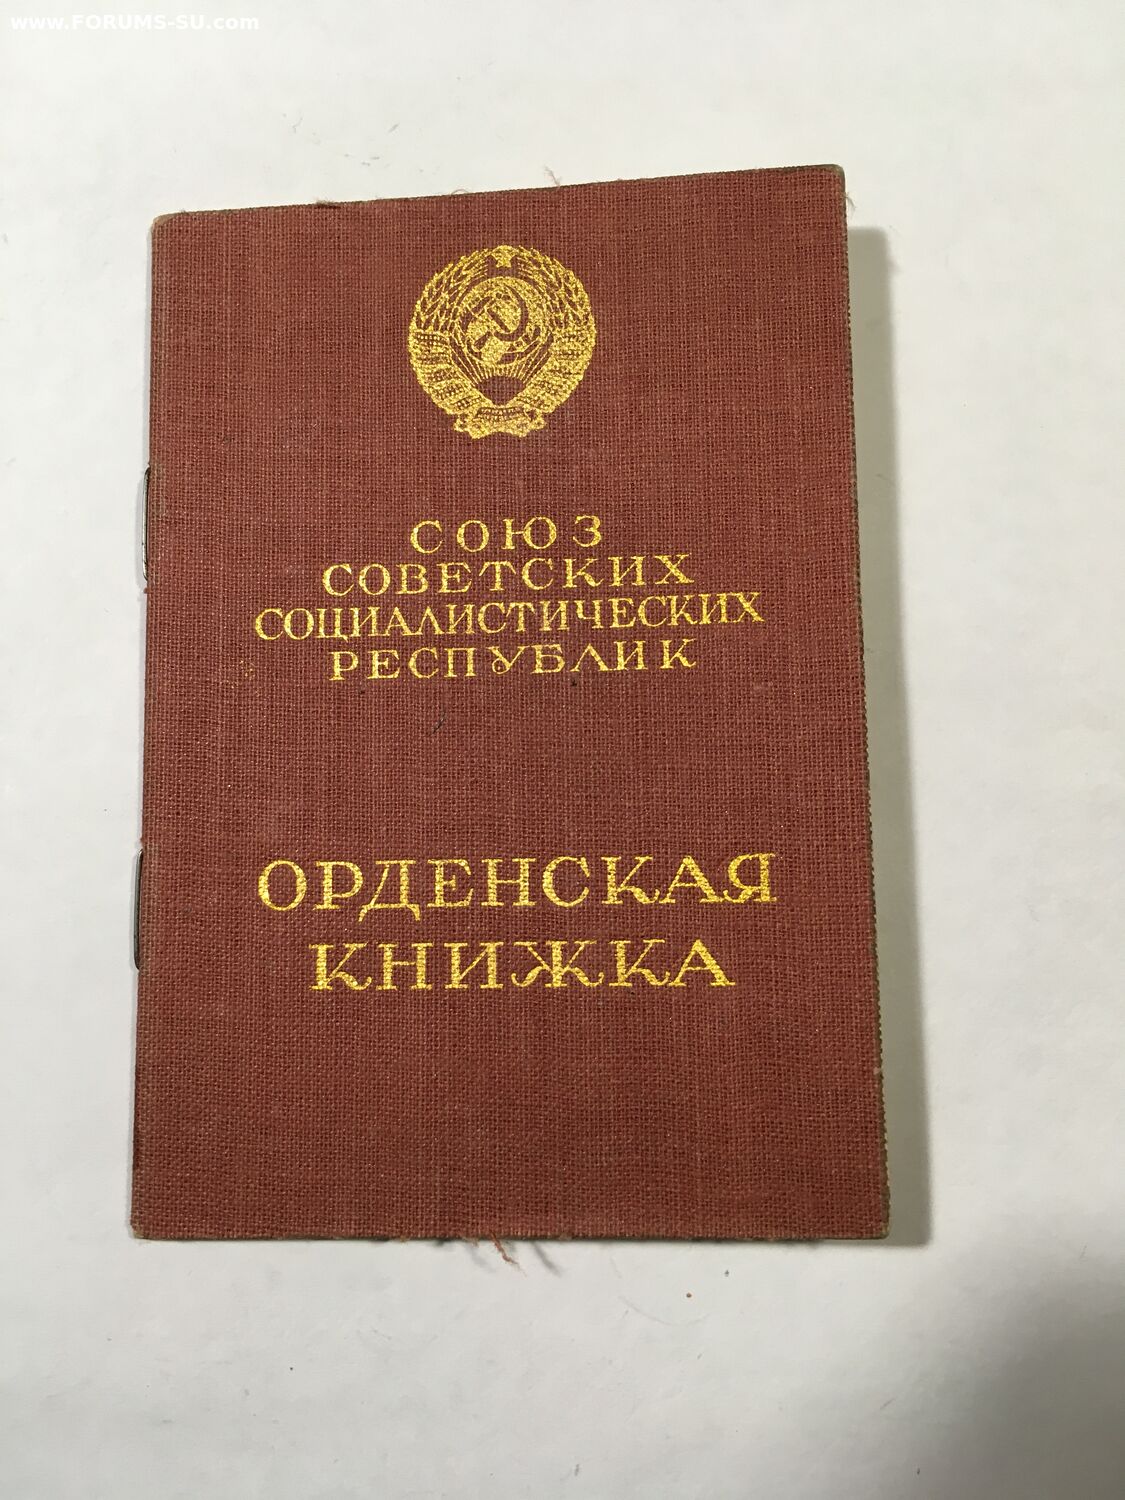 www.FORUMS-SU.com
СОЮЗ
СОВЕТСКИХ
СОЦИАЛИСТИЧЕСКИХ
РЕСПУБЛИК
ОРДЕНСКАЯ
КНИЖКА